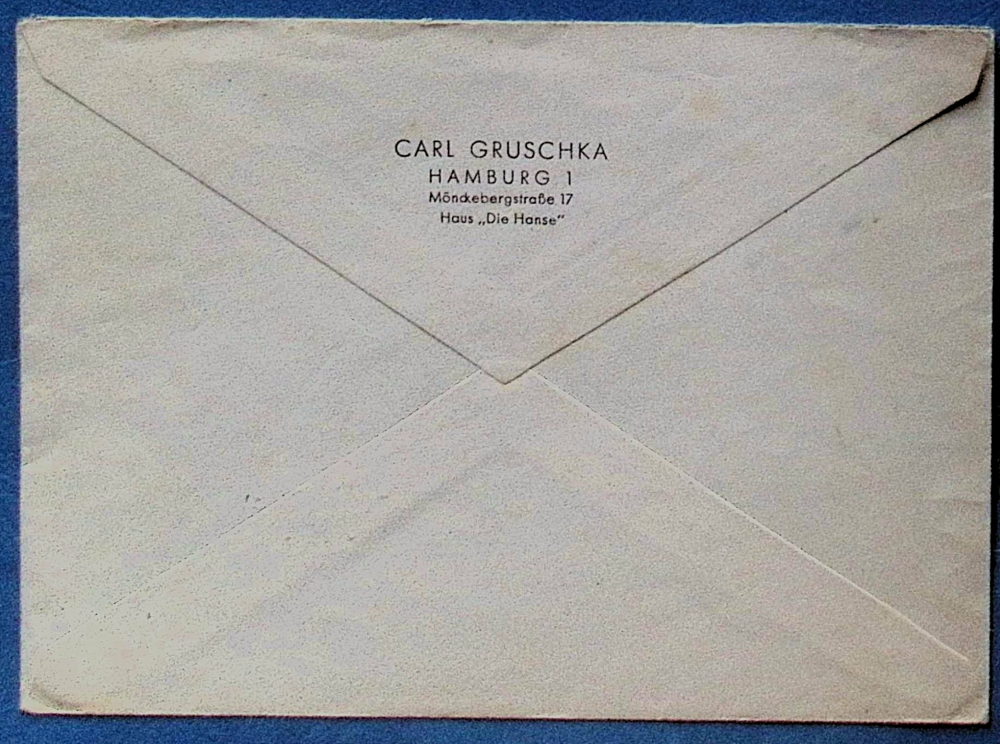 CARL GRUSCHKA
HAMBURG 1
Mönckebergstraße 17
Haus „Die Hanse“